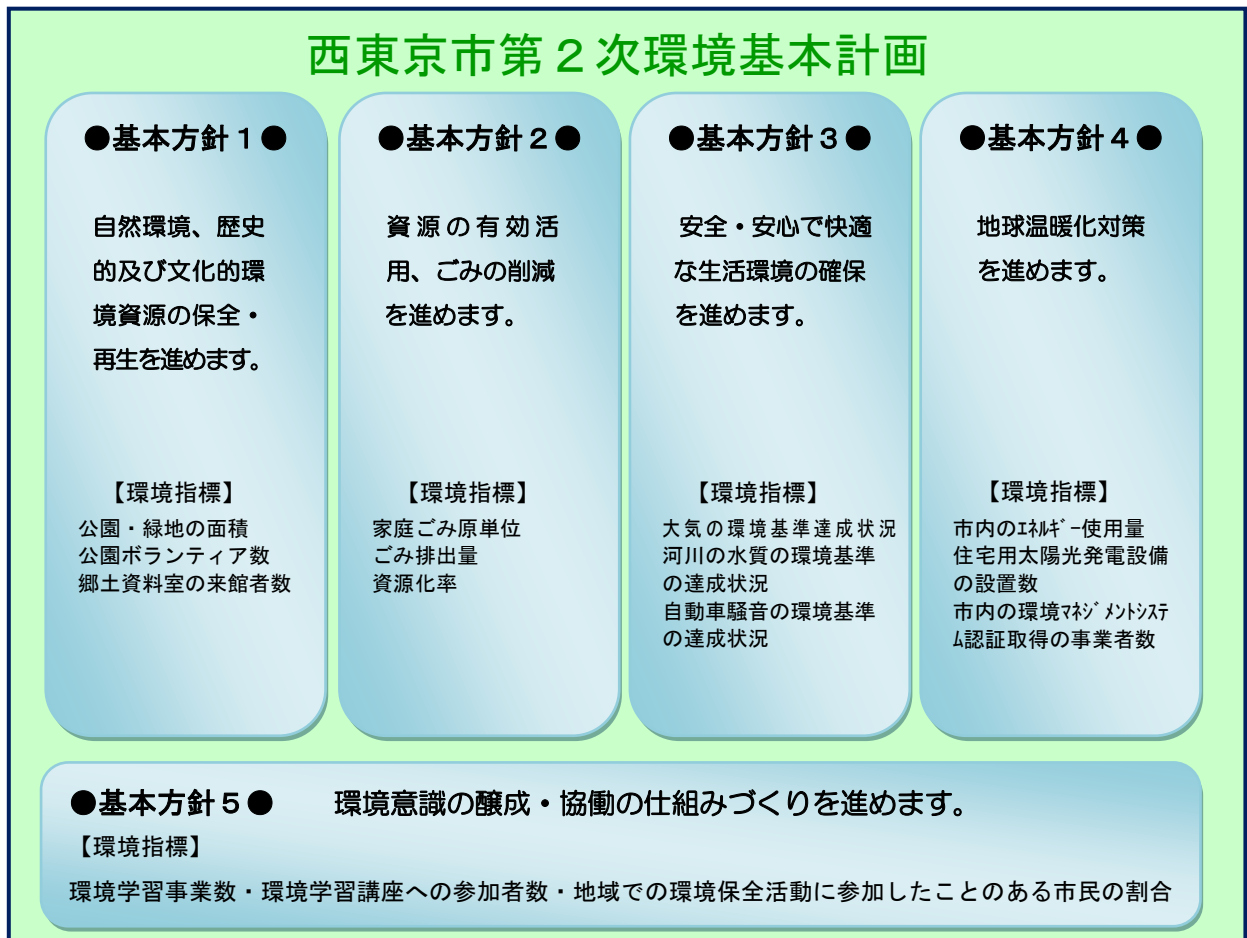 西東京市第２次環境基本計画
●基本方針１●
自然環境、歴史
的及び文化的環
境資源の保全・
再生を進めます。
【環境指標】
公園・緑地の面積
公園ボランティア数
郷土資料室の来館者数
●基本方針２●
資源の有効活
用、ごみの削減
を進めます。
【環境指標】
家庭ごみ原単位
ごみ排出量
資源化率
●基本方針３●
安全・安心で快適
な生活環境の確保
を進めます。
【環境指標】
大気の環境基準達成状況
河川の水質の環境基準
の達成状況
自動車騒音の環境基準
の達成状況
●基本方針４●
地球温暖化対策
を進めます。
【環境指標】
市内のｴﾈﾙｷﾞｰ使用量
住宅用太陽光発電設備
の設置数
市内の環境ﾏﾈｼﾞﾒﾝﾄｼｽﾃ
ﾑ認証取得の事業者数
●基本方針５●　環境意識の醸成・協働の仕組みづくりを進めます。
【環境指標】
環境学習事業数・環境学習講座への参加者数・地域での環境保全活動に参加したことのある市民の割合